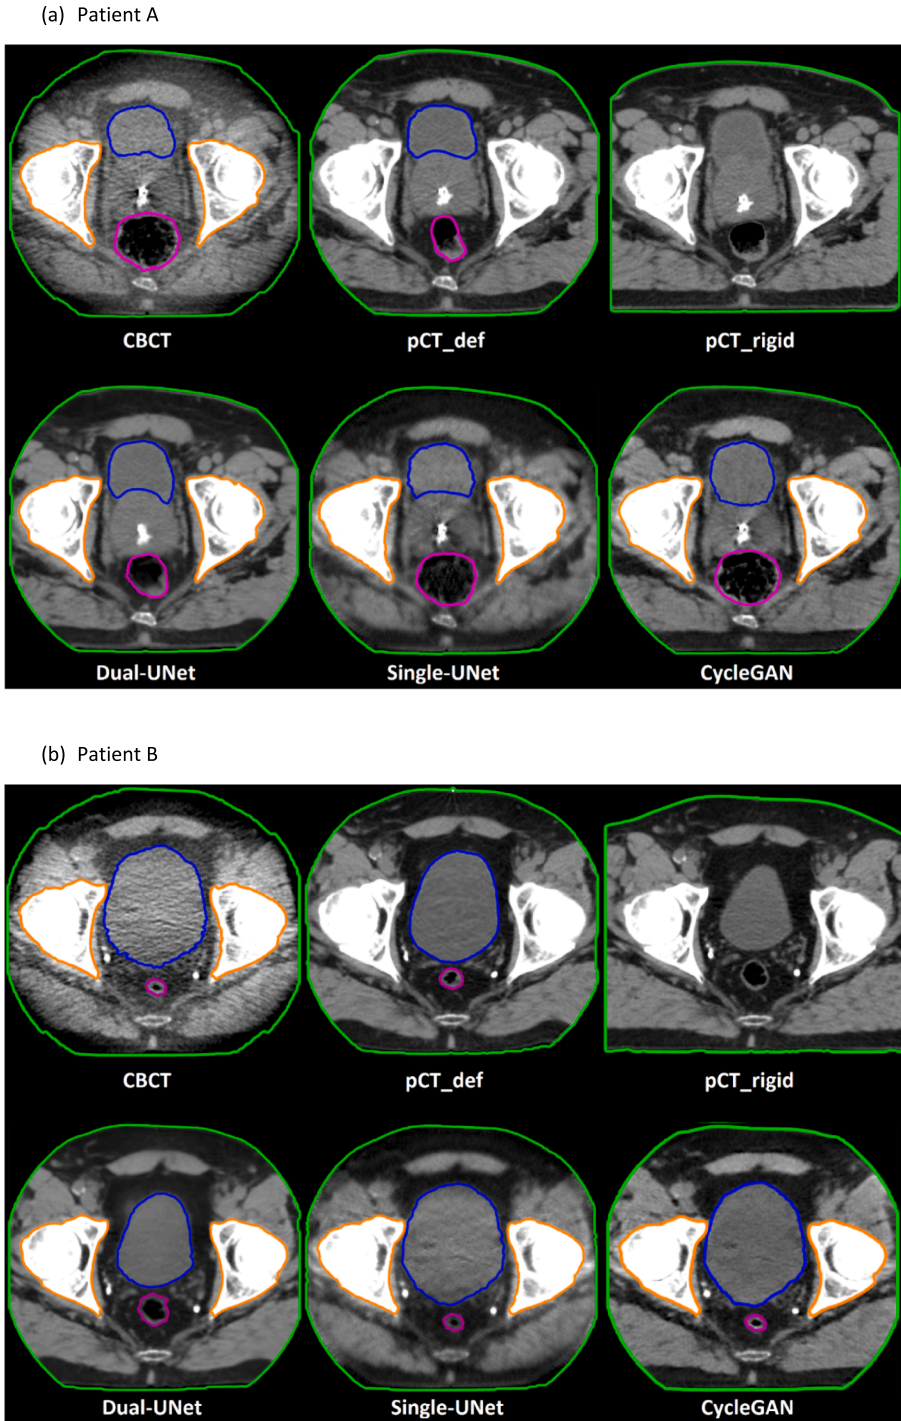 (a) Patient A
CBCT
pCT_def
pCT_rigid
Dual-UNet
Single-UNet
CycleGAN
(b) Patient B
CBCT
pCT_def
pCT_rigid
Dual-UNet
Single-UNet
CycleGAN